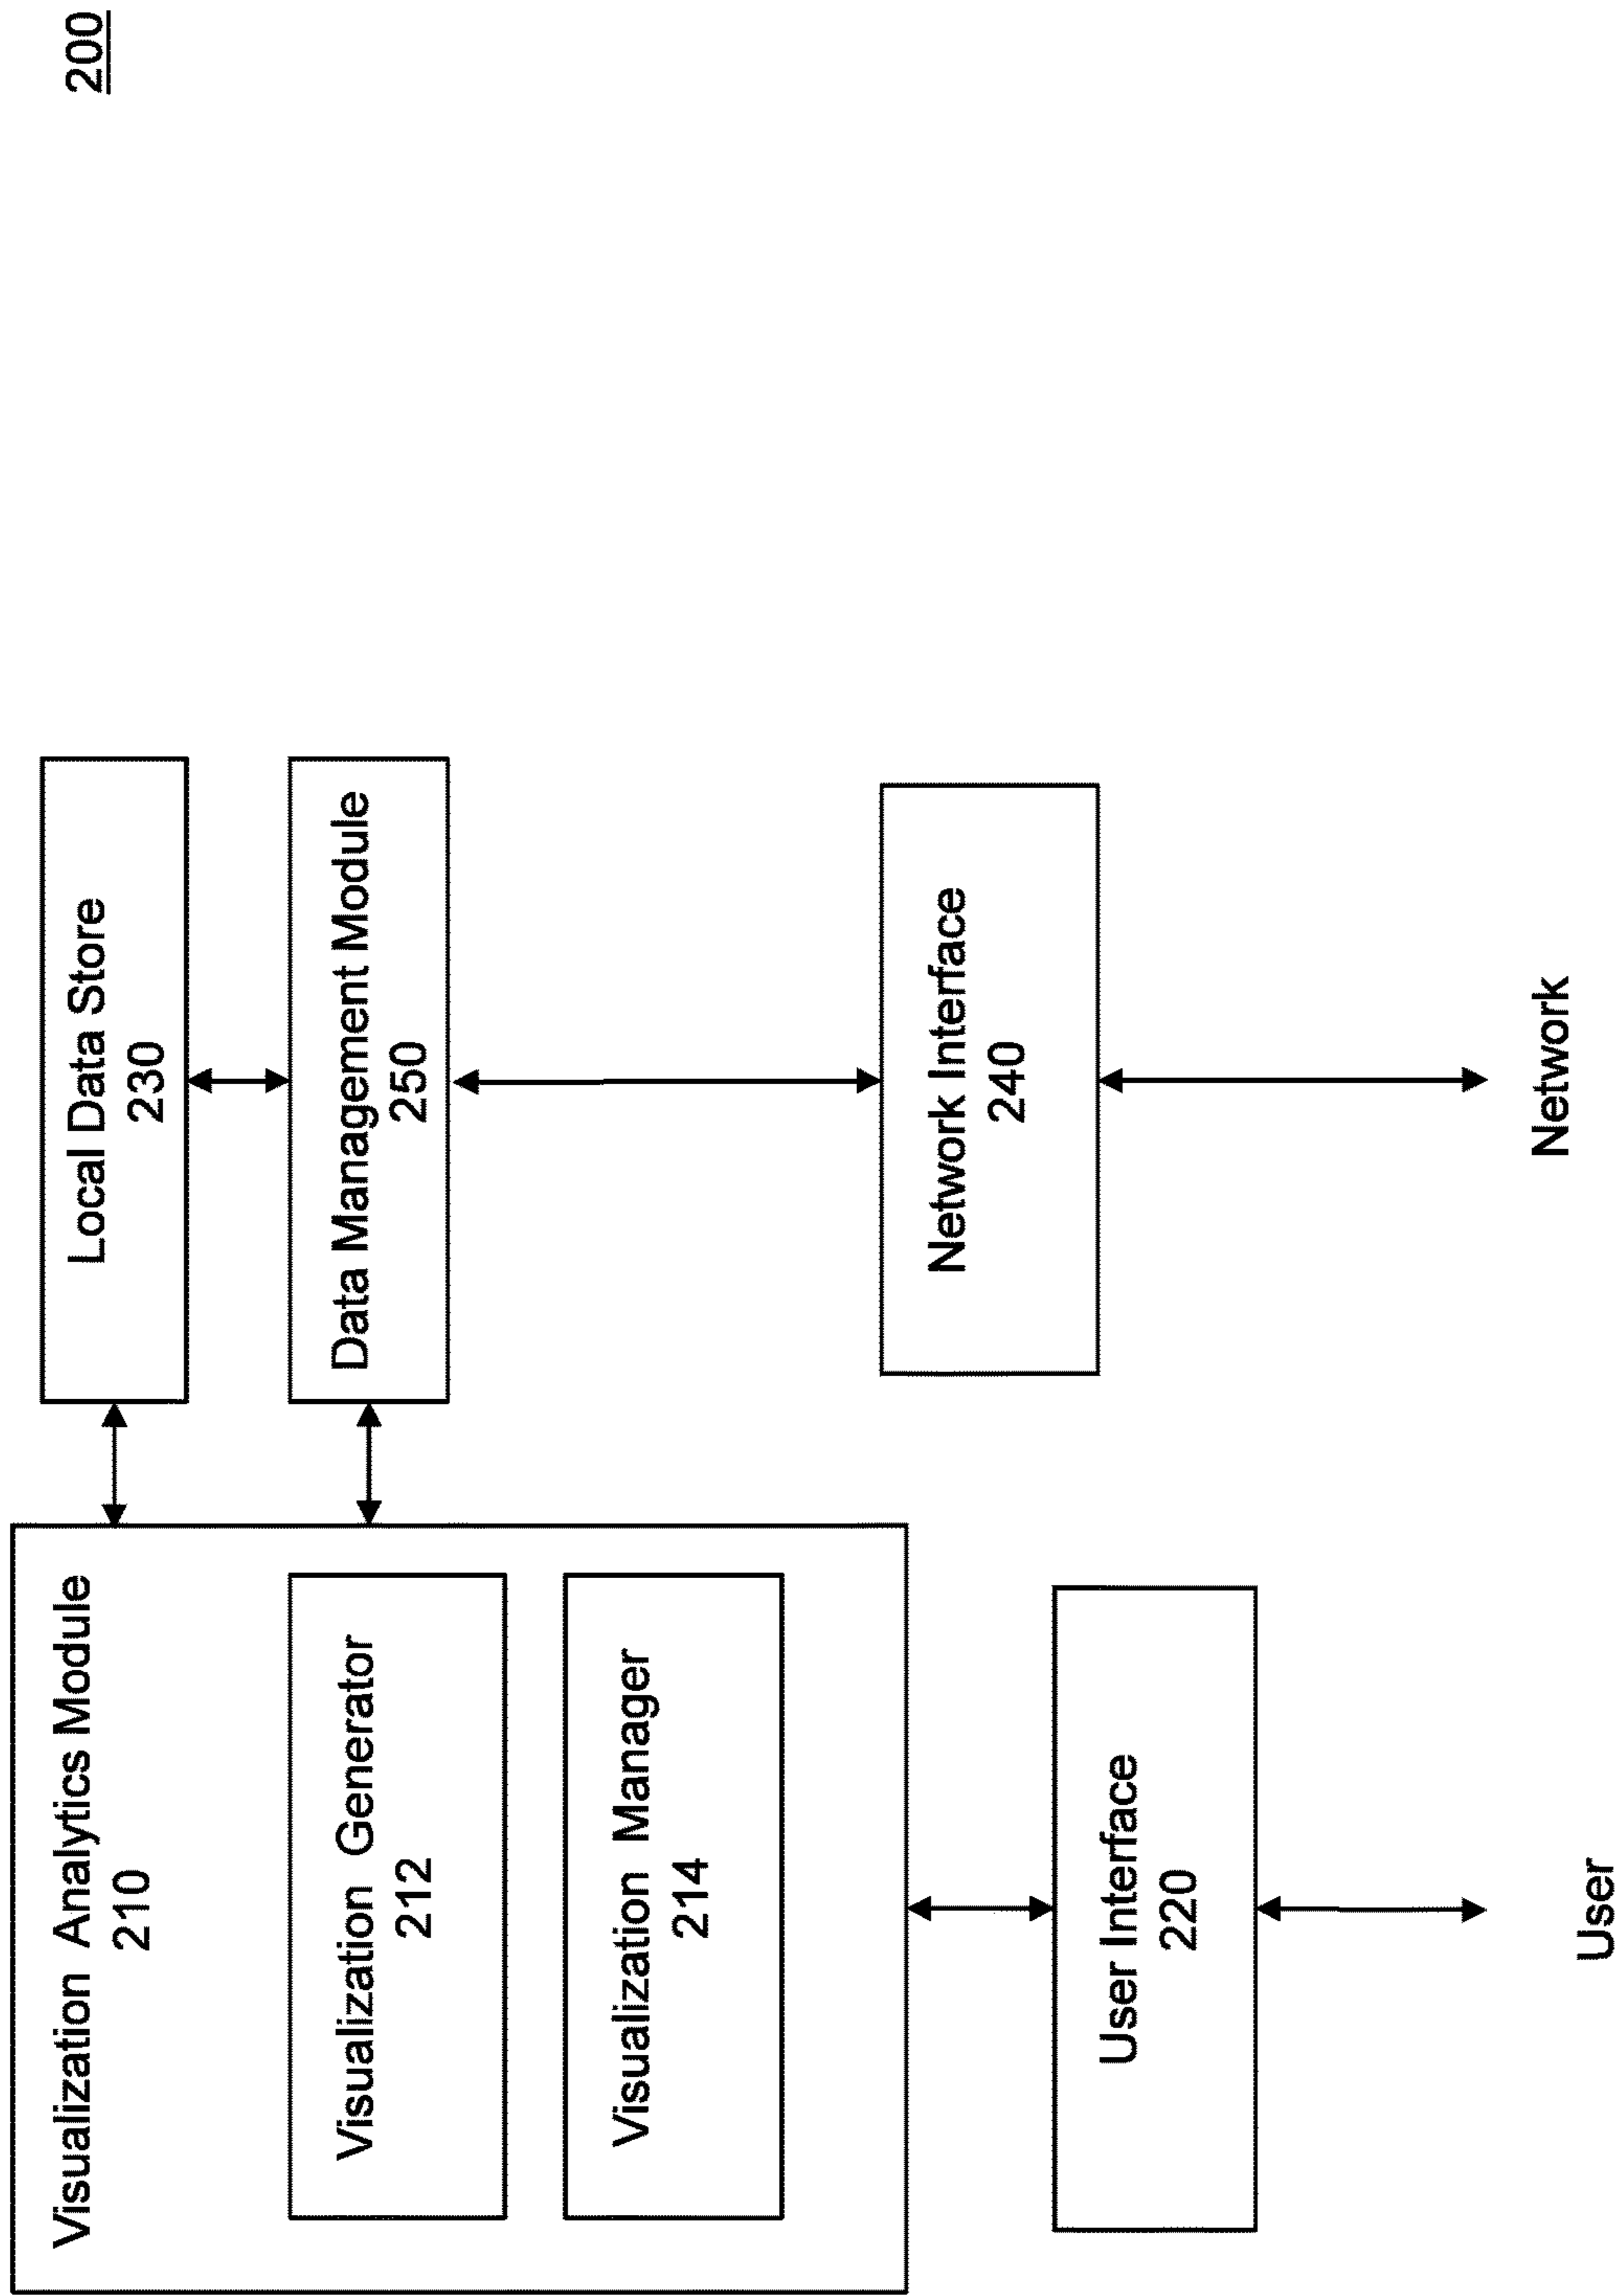 200
Visualization Analytics Module
210
Visualization Generator
212
Visualization Manager
214
Local Data Store
230
Data Management Module
250
User Interface
220
Network Interface
240
User
Network